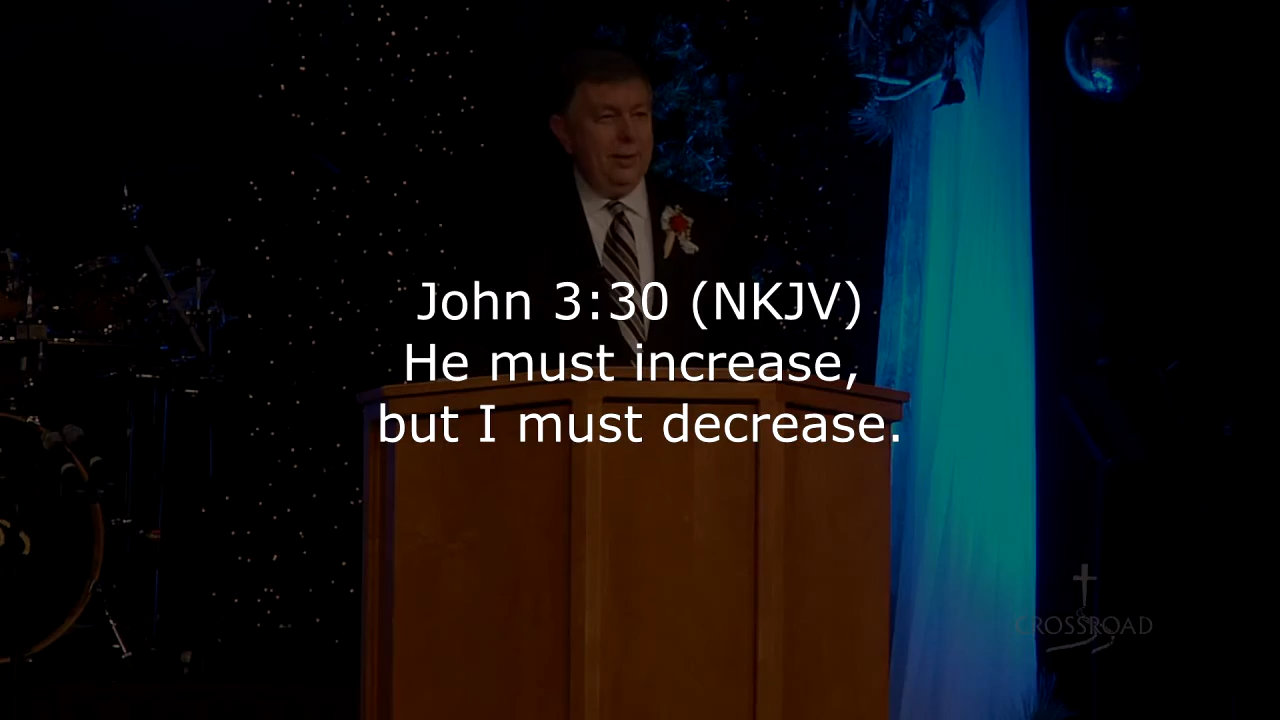 John 3:30 (NKJV)
He must increase,
but I must decrease.
CROSSROAD